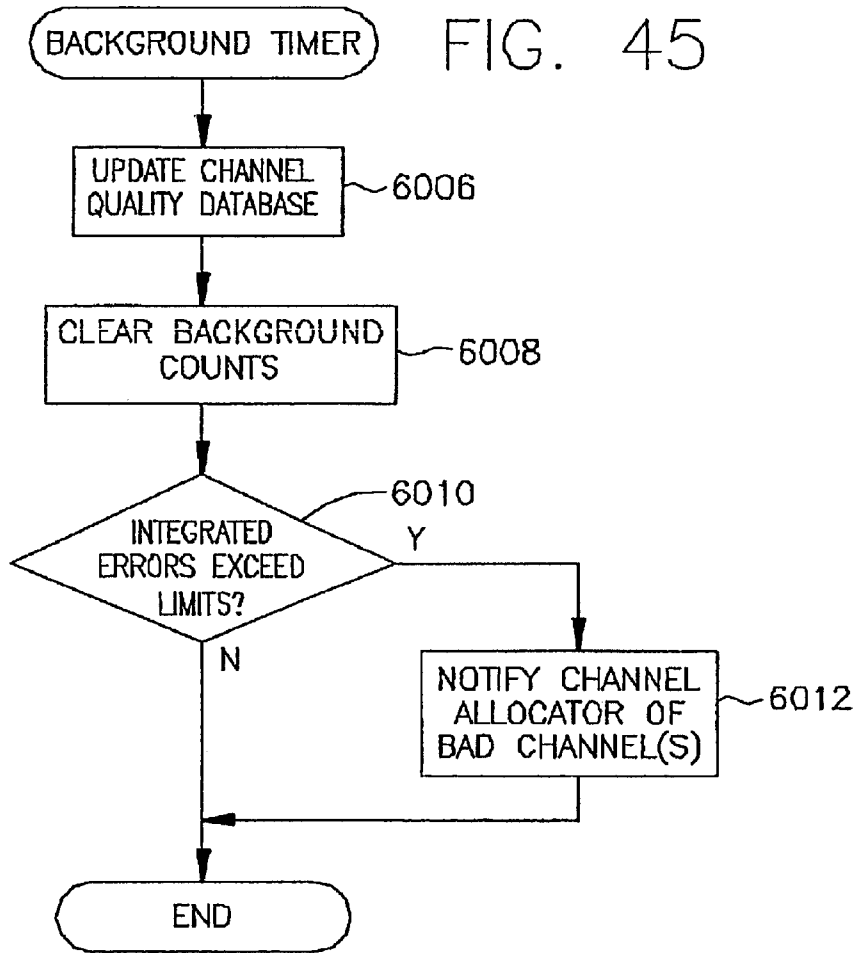 BACKGROUND TIMER
FIG. 45
UPDATE CHANNEL
QUALITY DATABASE
6006
CLEAR BACKGROUND
COUNTS
6008
6010
INTEGRATED
ERRORS EXCEED
LIMITS?
Y
N
NOTIFY CHANNEL
ALLOCATOR OF
BAD CHANNEL(S)
6012
END